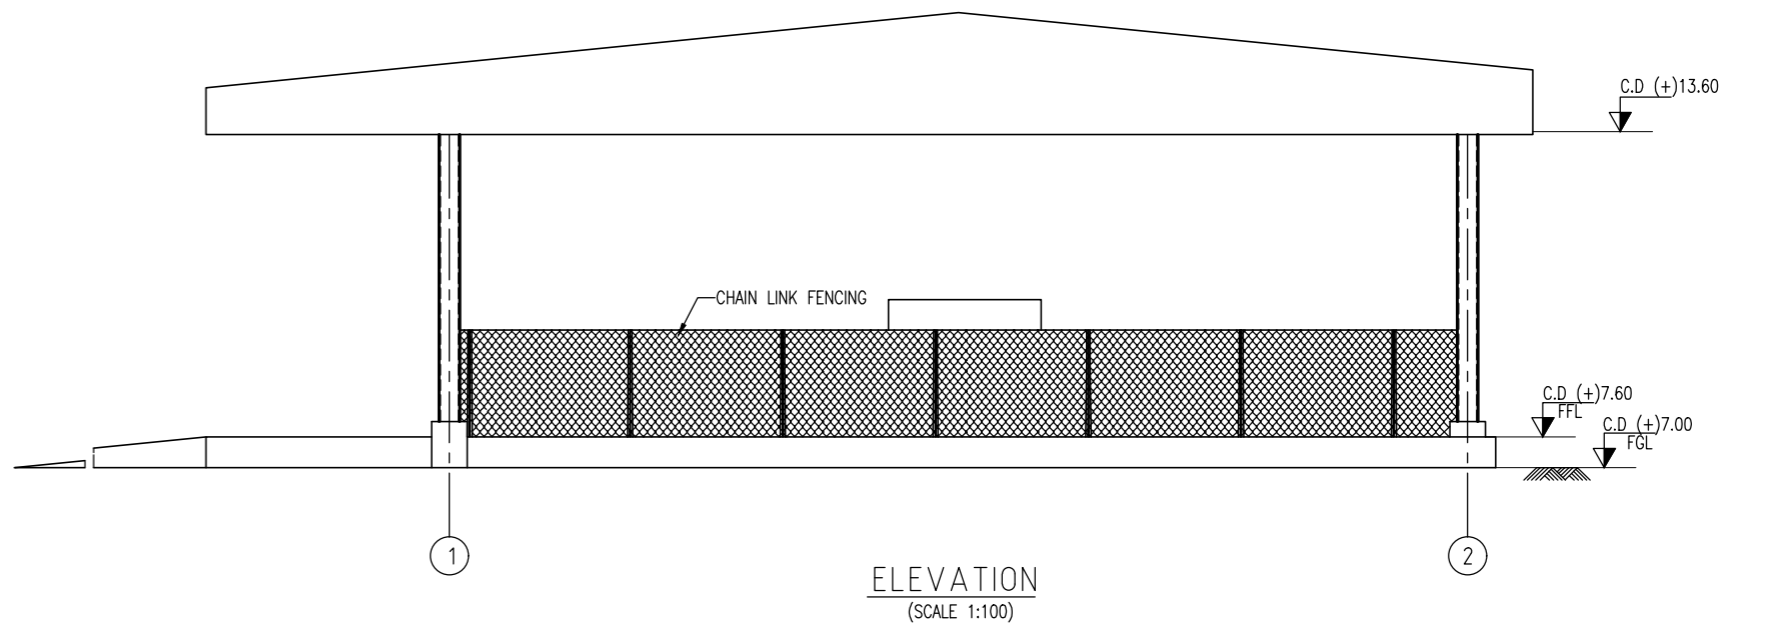 C.D (+)13.60
CHAIN LINK FENCING
C.D (+)7.60
FFL
C.D (+)7.00
FGL
1
2
ELEVATION
(SCALE 1:100)